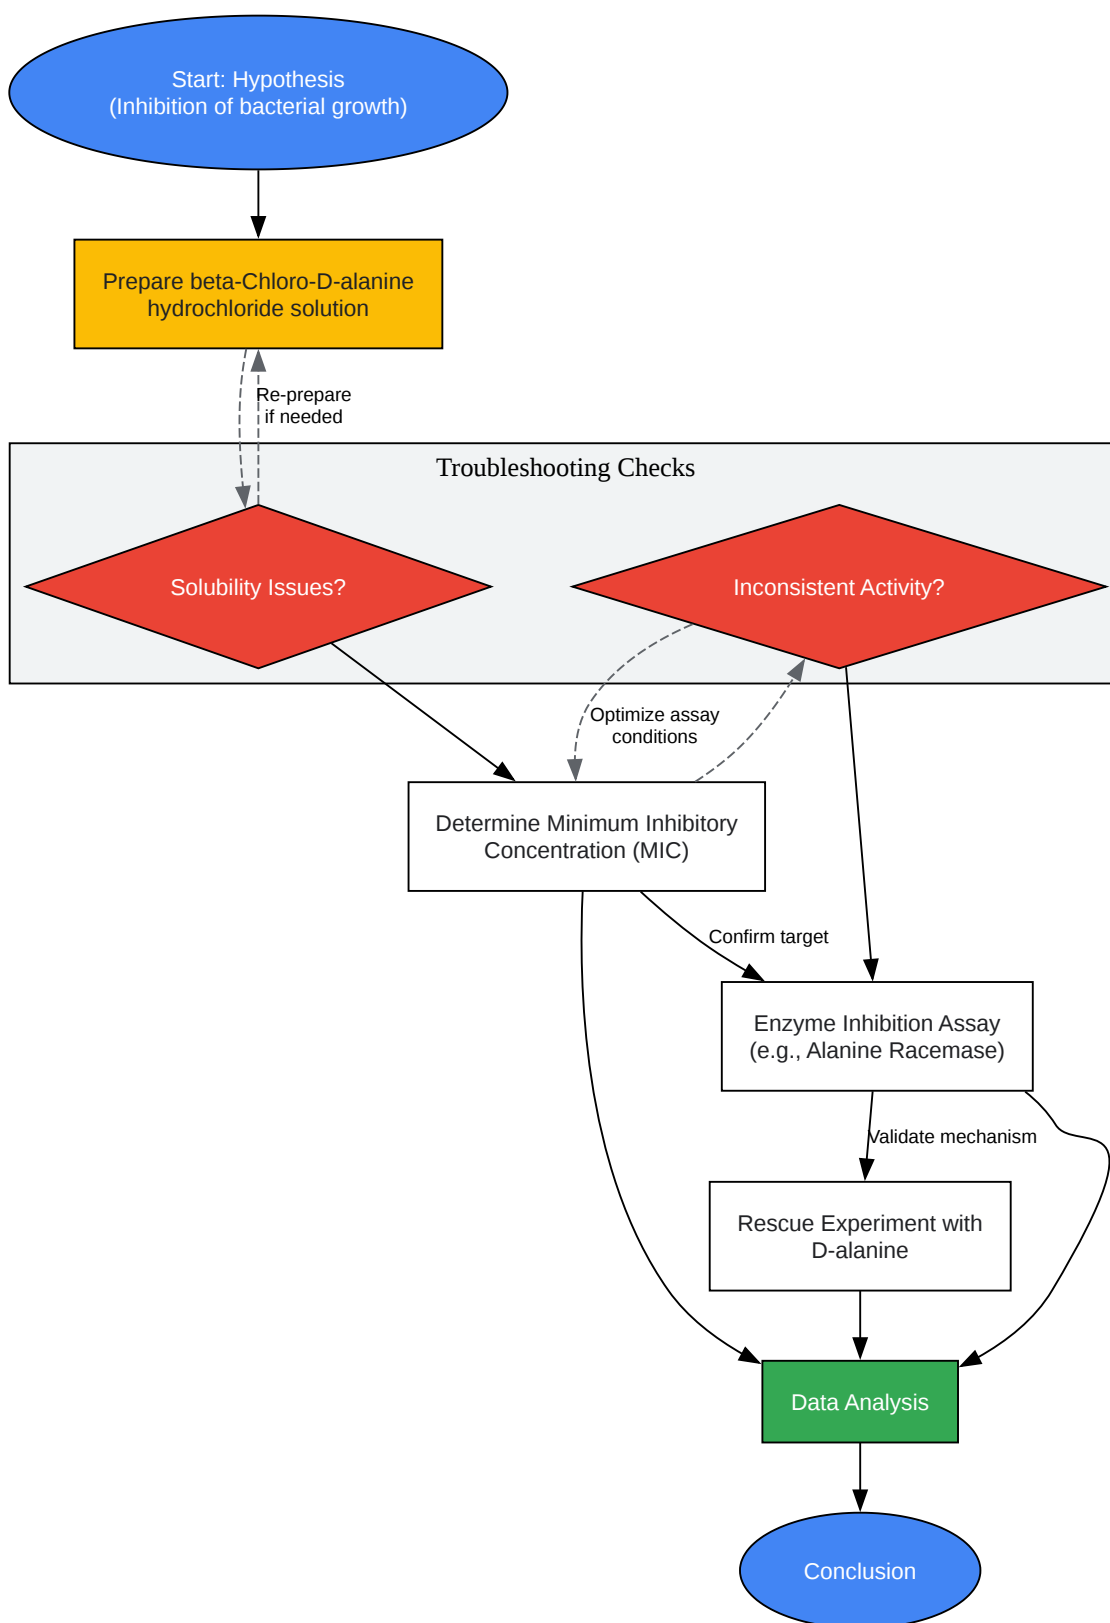 Start: Hypothesis
(Inhibition of bacterial growth)
Prepare beta-Chloro-D-alanine
hydrochloride solution
Re-prepare
if needed
Troubleshooting Checks
Solubility Issues?
Inconsistent Activity?
Optimize assay
conditions
Determine Minimum Inhibitory
Concentration (MIC)
Confirm target
Enzyme Inhibition Assay
(e.g., Alanine Racemase)
Validate mechanism
Rescue Experiment with
D-alanine
Data Analysis
Conclusion